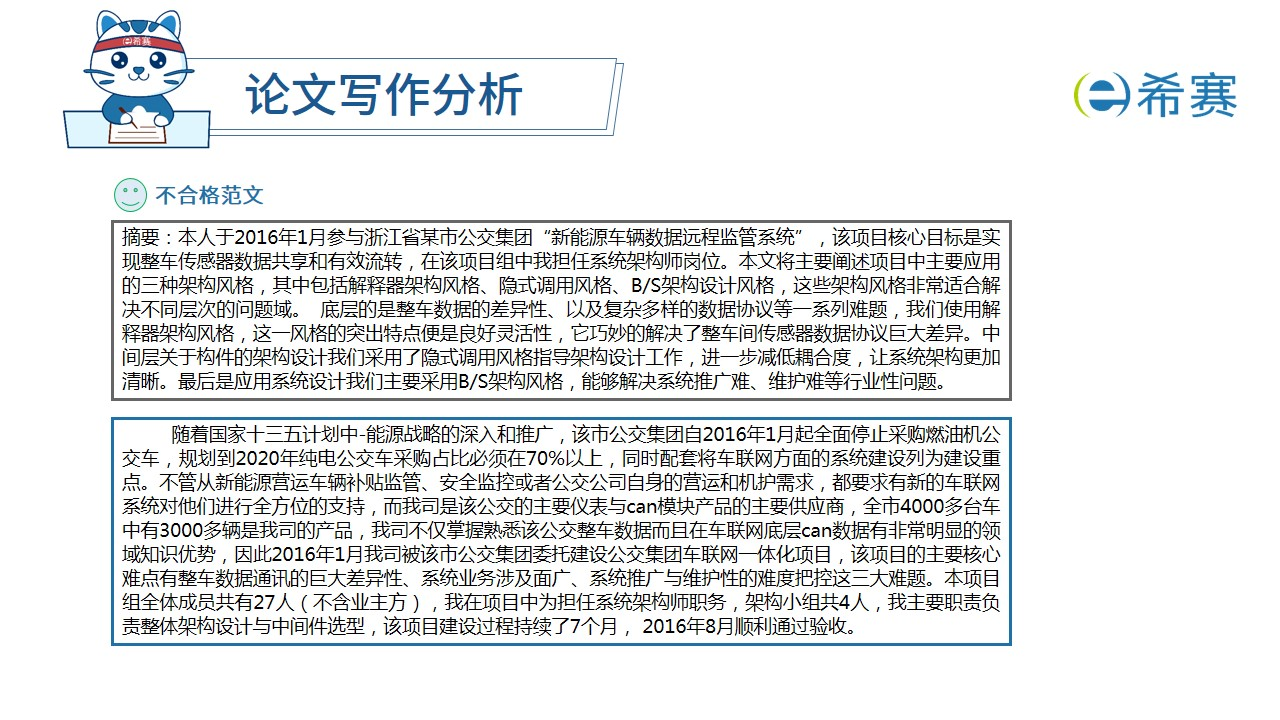 希赛
论文写作分析
希赛
不合格范文
摘要：本人于2016年1月参与浙江省某市公交集团“新能源车辆数据远程监管系统”，该项目核心目标是实
现整车传感器数据共享和有效流转，在该项目组中我担任系统架构师岗位。本文将主要阐述项目中主要应用
的三种架构风格，其中包括解释器架构风格、隐式调用风格、B/S架构设计风格，这些架构风格非常适合解
决不同层次的问题域。 底层的是整车数据的差异性、以及复杂多样的数据协议等一系列难题，我们使用解
释器架构风格，这一风格的突出特点便是良好灵活性，它巧妙的解决了整车间传感器数据协议巨大差异。中
间层关于构件的架构设计我们采用了隐式调用风格指导架构设计工作，进一步减低耦合度，让系统架构更加
清晰。最后是应用系统设计我们主要采用B/S架构风格，能够解决系统推广难、维护难等行业性问题。
随着国家十三五计划中-能源战略的深入和推广，该市公交集团自2016年1月起全面停止采购燃油机公
交车，规划到2020年纯电公交车采购占比必须在70%以上，同时配套将车联网方面的系统建设列为建设重
点。不管从新能源营运车辆补贴监管、安全监控或者公交公司自身的营运和机护需求，都要求有新的车联网
系统对他们进行全方位的支持，而我司是该公交的主要仪表与can模块产品的主要供应商，全市4000多台车
中有3000多辆是我司的产品，我司不仅掌握熟悉该公交整车数据而且在车联网底层can数据有非常明显的领
域知识优势，因此2016年1月我司被该市公交集团委托建设公交集团车联网一体化项目，该项目的主要核心
难点有整车数据通讯的巨大差异性、系统业务涉及面广、系统推广与维护性的难度把控这三大难题。本项目
组全体成员共有27人（不含业主方），我在项目中为担任系统架构师职务，架构小组共4人，我主要职责负
责整体架构设计与中间件选型，该项目建设过程持续了7个月， 2016年8月顺利通过验收。